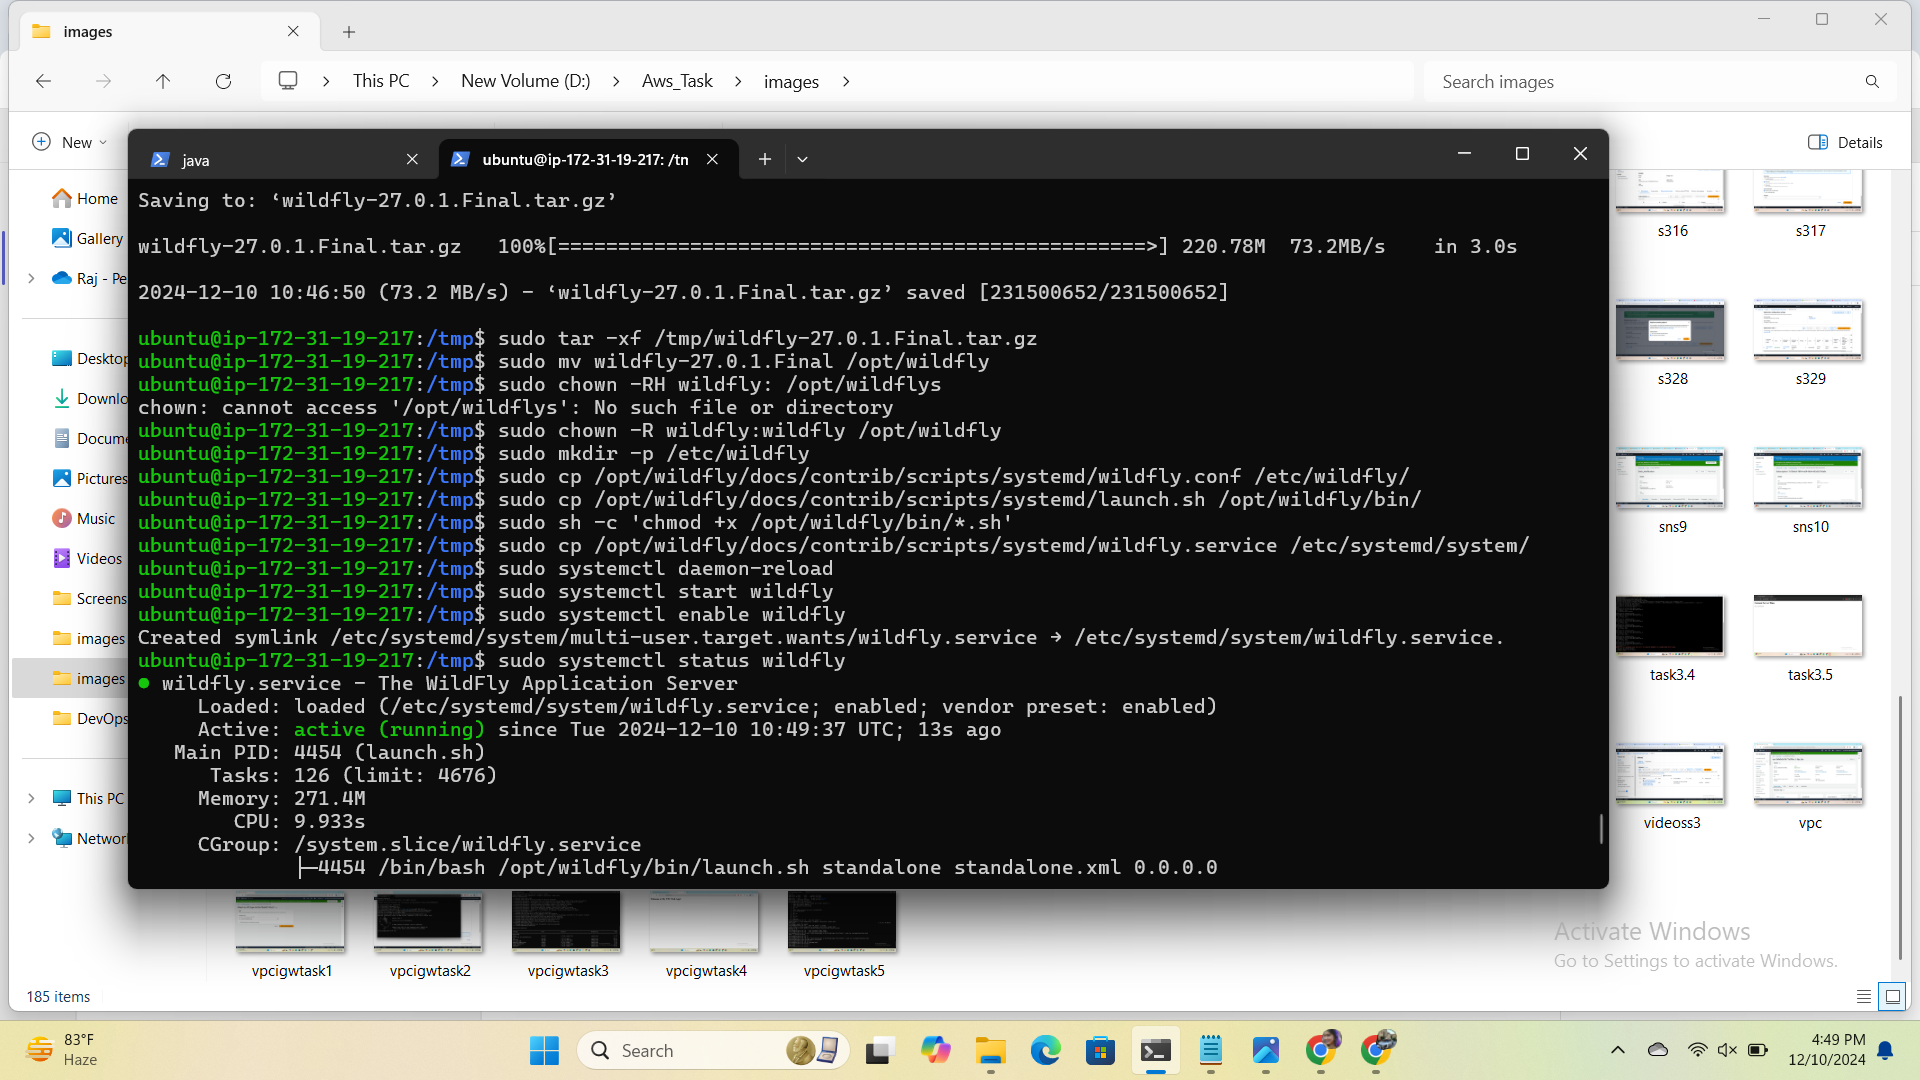 images
This PC
New Volume (D:)
Aws_Task
images
Search images
New
Details
java
ubuntu@ip-172-31-19-217: /tn
Home
Gallery
Raj - Pe
Desktop
Downlo
Docume
Pictures
Music
Videos
Screens
images
images
DevOps
This PC
Networ
Saving to: ‘wildfly-27.0.1.Final.tar.gz’
wildfly-27.0.1.Final.tar.gz 100%[=================================================>] 220.78M 73.2MB/s in 3.0s
2024-12-10 10:46:50 (73.2 MB/s) - ‘wildfly-27.0.1.Final.tar.gz’ saved [231500652/231500652]
ubuntu@ip-172-31-19-217:/tmp$ sudo tar -xf /tmp/wildfly-27.0.1.Final.tar.gz
ubuntu@ip-172-31-19-217:/tmp$ sudo mv wildfly-27.0.1.Final /opt/wildfly
ubuntu@ip-172-31-19-217:/tmp$ sudo chown -RH wildfly: /opt/wildflys
chown: cannot access '/opt/wildflys': No such file or directory
ubuntu@ip-172-31-19-217:/tmp$ sudo chown -R wildfly:wildfly /opt/wildfly
ubuntu@ip-172-31-19-217:/tmp$ sudo mkdir -p /etc/wildfly
ubuntu@ip-172-31-19-217:/tmp$ sudo cp /opt/wildfly/docs/contrib/scripts/systemd/wildfly.conf /etc/wildfly/
ubuntu@ip-172-31-19-217:/tmp$ sudo cp /opt/wildfly/docs/contrib/scripts/systemd/launch.sh /opt/wildfly/bin/
ubuntu@ip-172-31-19-217:/tmp$ sudo sh -c 'chmod +x /opt/wildfly/bin/*.sh'
ubuntu@ip-172-31-19-217:/tmp$ sudo cp /opt/wildfly/docs/contrib/scripts/systemd/wildfly.service /etc/systemd/system/
ubuntu@ip-172-31-19-217:/tmp$ sudo systemctl daemon-reload
ubuntu@ip-172-31-19-217:/tmp$ sudo systemctl start wildfly
ubuntu@ip-172-31-19-217:/tmp$ sudo systemctl enable wildfly
Created symlink /etc/systemd/system/multi-user.target.wants/wildfly.service → /etc/systemd/system/wildfly.service.
ubuntu@ip-172-31-19-217:/tmp$ sudo systemctl status wildfly
● wildfly.service - The WildFly Application Server
Loaded: loaded (/etc/systemd/system/wildfly.service; enabled; vendor preset: enabled)
Active: active (running) since Tue 2024-12-10 10:49:37 UTC; 13s ago
Main PID: 4454 (launch.sh)
Tasks: 126 (limit: 4676)
Memory: 271.4M
CPU: 9.933s
CGroup: /system.slice/wildfly.service
├─4454 /bin/bash /opt/wildfly/bin/launch.sh standalone standalone.xml 0.0.0.0
s316
s317
s328
s329
sns9
sns10
task3.4
task3.5
videoss3
vpc
vpcigwtask1
vpcigwtask2
vpcigwtask3
vpcigwtask4
vpcigwtask5
Activate Windows
Go to Settings to activate Windows.
185 items
83°F
Haze
Search
4:49 PM
12/10/2024